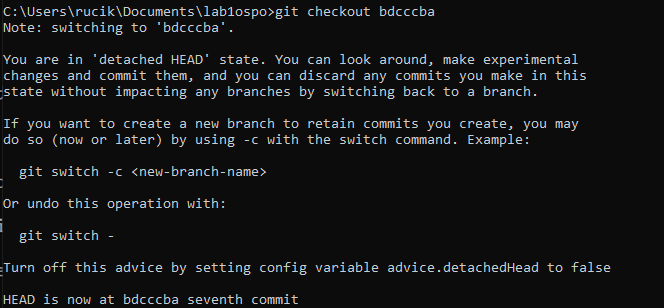 C:\Users\rucik\Documents\lab1ospo>git checkout bdcccba
Note: switching to 'bdcccba'.
You are in 'detached HEAD' state. You can look around, make experimental
changes and commit them, and you can discard any commits you make in this
state without impacting any branches by switching back to a branch.
If you want to create a new branch to retain commits you create, you may
do so (now or later) by using -c with the switch command. Example:
git switch -c <new-branch-name>
Or undo this operation with:
git switch -
Turn off this advice by setting config variable advice.detachedHead to false
HEAD is now at bdcccba seventh commit